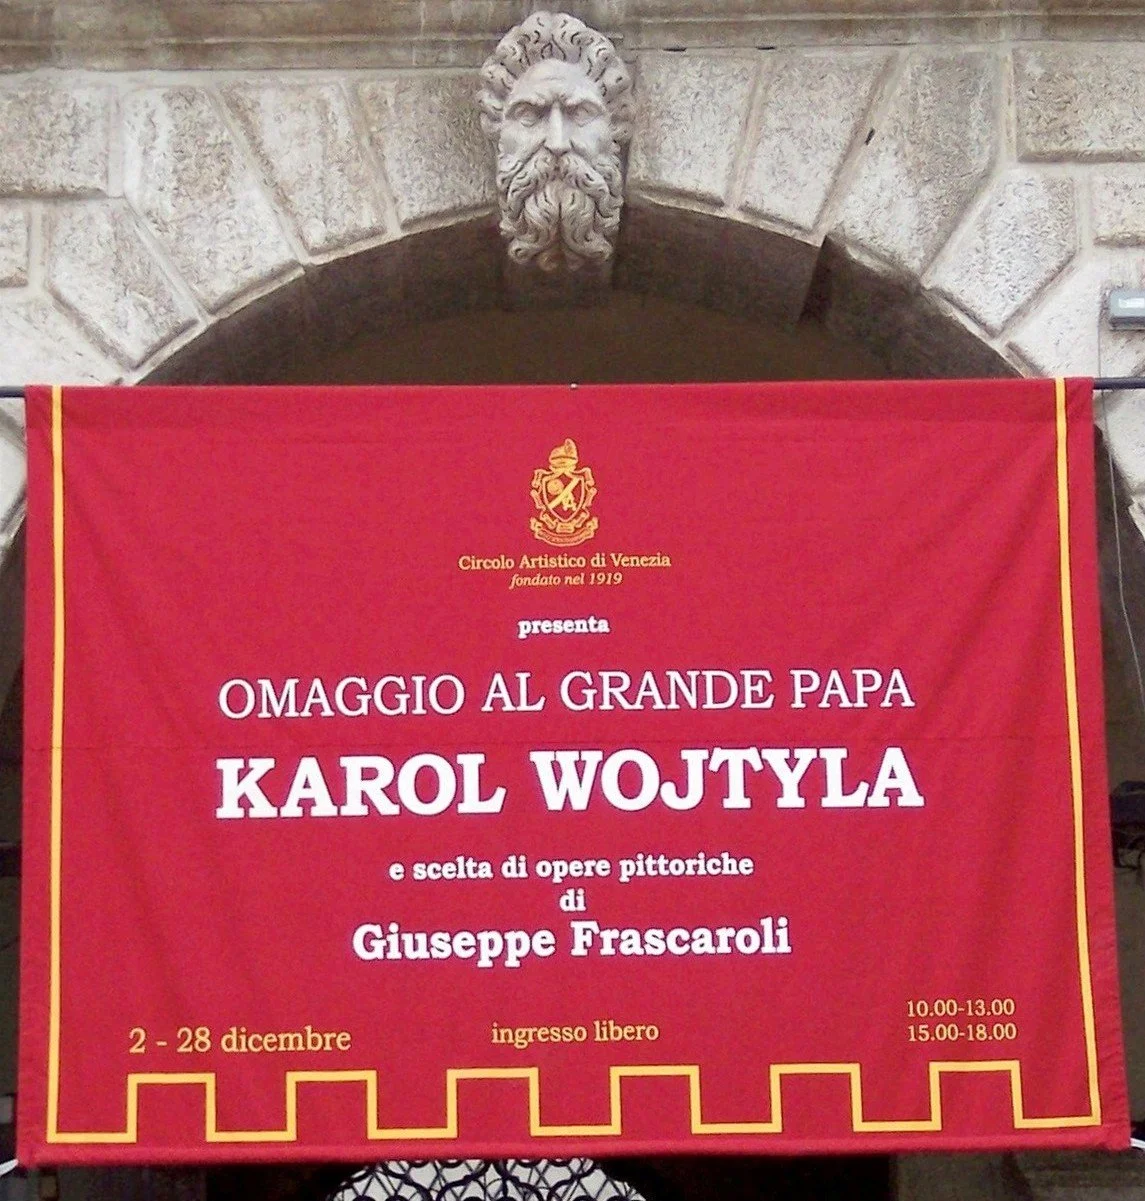 Circolo Artistico di Venezia
fondato nel 1919
presenta
OMAGGIO AL GRANDE PAPA
KAROL WOJTYLA
e scelta di opere pittoriche
di
Giuseppe Frascaroli
2 - 28 dicembre
ingresso libero
10.00-13.00
15.00-18.00